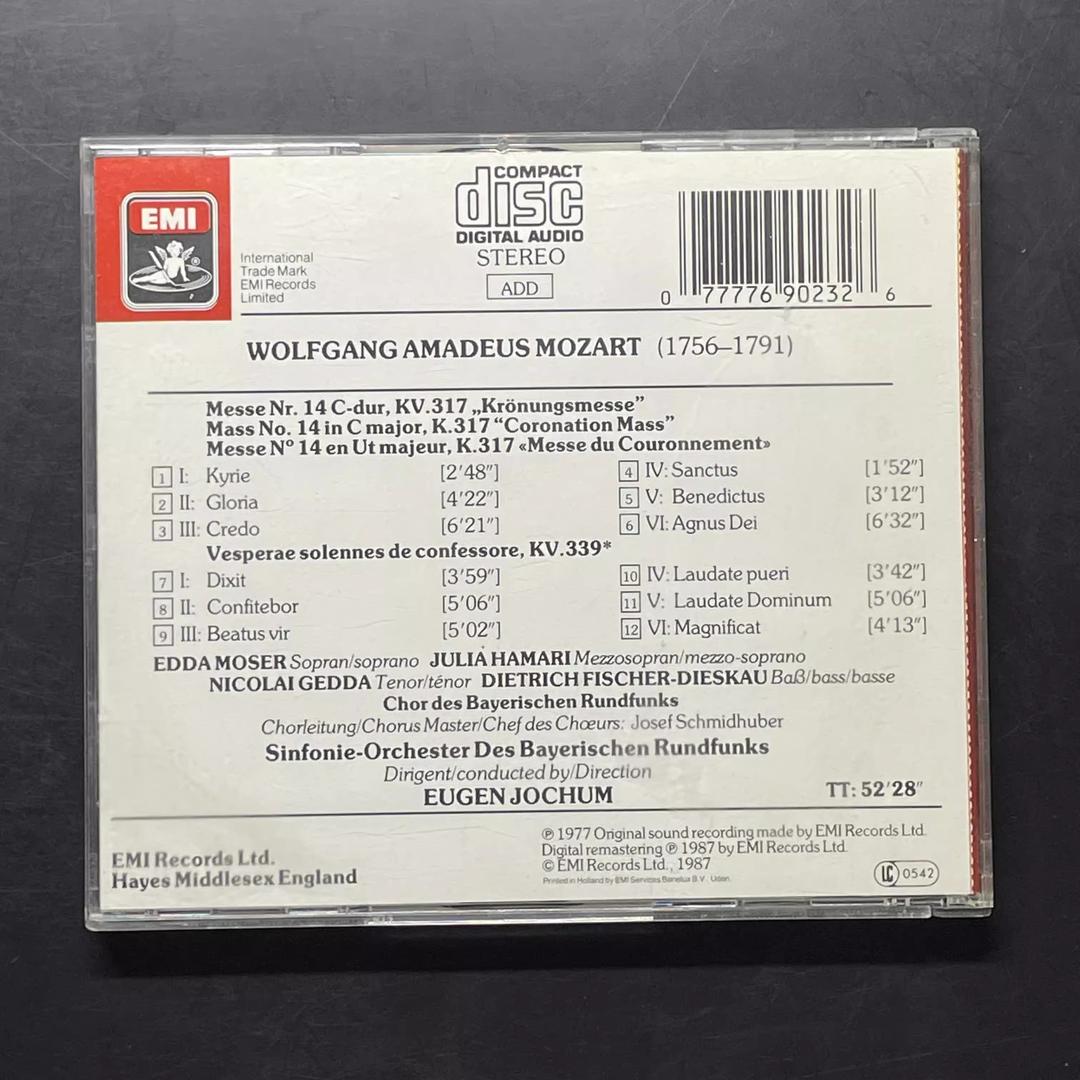 COMPACT
disc
DIGITAL AUDIO
STEREO
ADD
EMI
®
International
Trade Mark
EMI Records
Limited
0 77776 90232 6
WOLFGANG AMADEUS MOZART (1756–1791)
Messe Nr. 14 C-dur, KV.317 „Krönungsmesse”
Mass No. 14 in C major, K.317 “Coronation Mass”
Messe Nº 14 en Ut majeur, K.317 «Messe du Couronnement»
1 I: Kyrie [2′48″]
2 II: Gloria [4′22″]
3 III: Credo [6′21″]
4 IV: Sanctus [1′52″]
5 V: Benedictus [3′12″]
6 VI: Agnus Dei [6′32″]
Vesperae solennes de confessore, KV.339*
7 I: Dixit [3′59″]
8 II: Confitebor [5′06″]
9 III: Beatus vir [5′02″]
10 IV: Laudate pueri [3′42″]
11 V: Laudate Dominum [5′06″]
12 VI: Magnificat [4′13″]
EDDA MOSER Sopran/soprano JULIA HAMARI Mezzosopran/mezzo-soprano
NICOLAI GEDDA Tenor/ténor DIETRICH FISCHER-DIESKAU Baß/bass/basse
Chor des Bayerischen Rundfunks
Chorleitung/Chorus Master/Chef des Chœurs: Josef Schmidhuber
Sinfonie-Orchester Des Bayerischen Rundfunks
Dirigent/conducted by/Direction
EUGEN JOCHUM
TT: 52′28″
EMI Records Ltd.
Hayes Middlesex England
℗ 1977 Original sound recording made by EMI Records Ltd.
Digital remastering ℗ 1987 by EMI Records Ltd.
© EMI Records Ltd., 1987
Printed in Holland by EMI Services Benelux B.V. Uden.
LC 0542